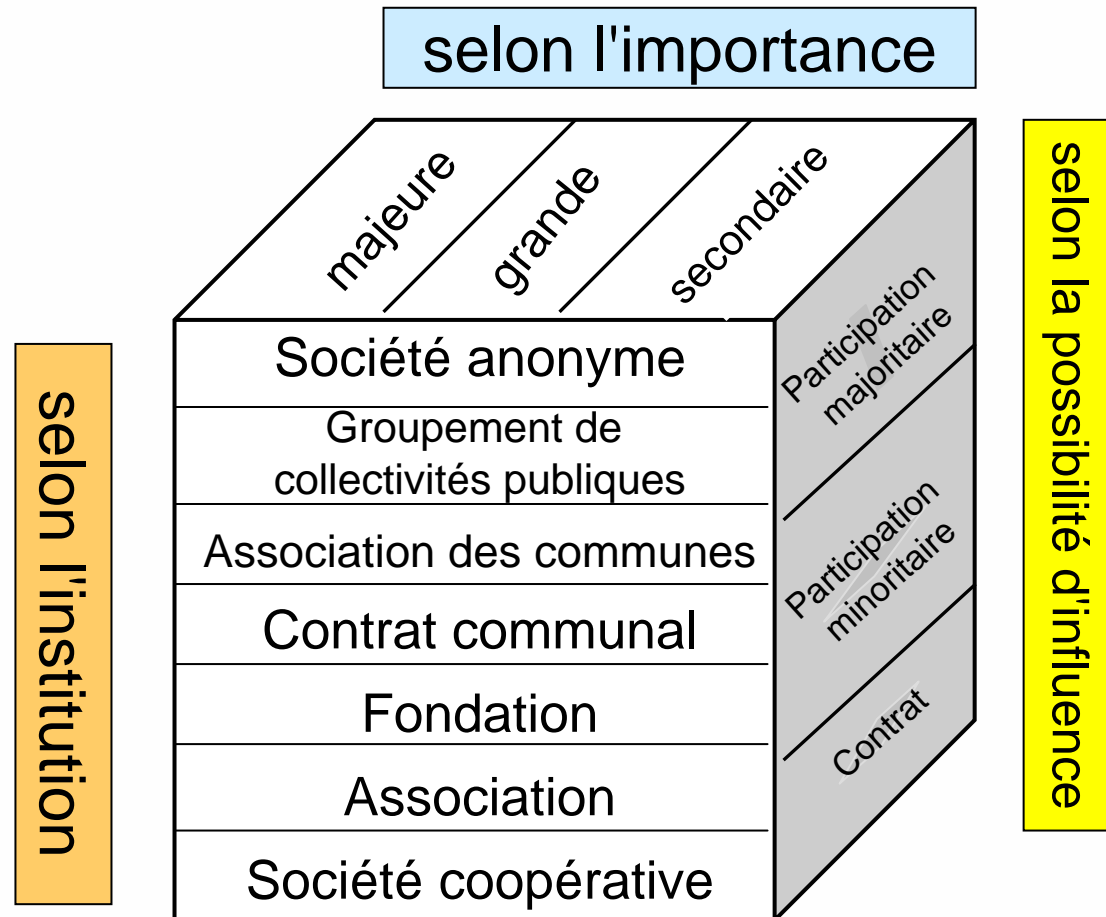 selon l'importance
majeure
grande
secondaire
selon l'institution
Société anonyme
Groupement de
collectivités publiques
Association des communes
Contrat communal
Fondation
Association
Société coopérative
Participation
majoritaire
Participation
minoritaire
Contrat
selon la possibilité d'influence